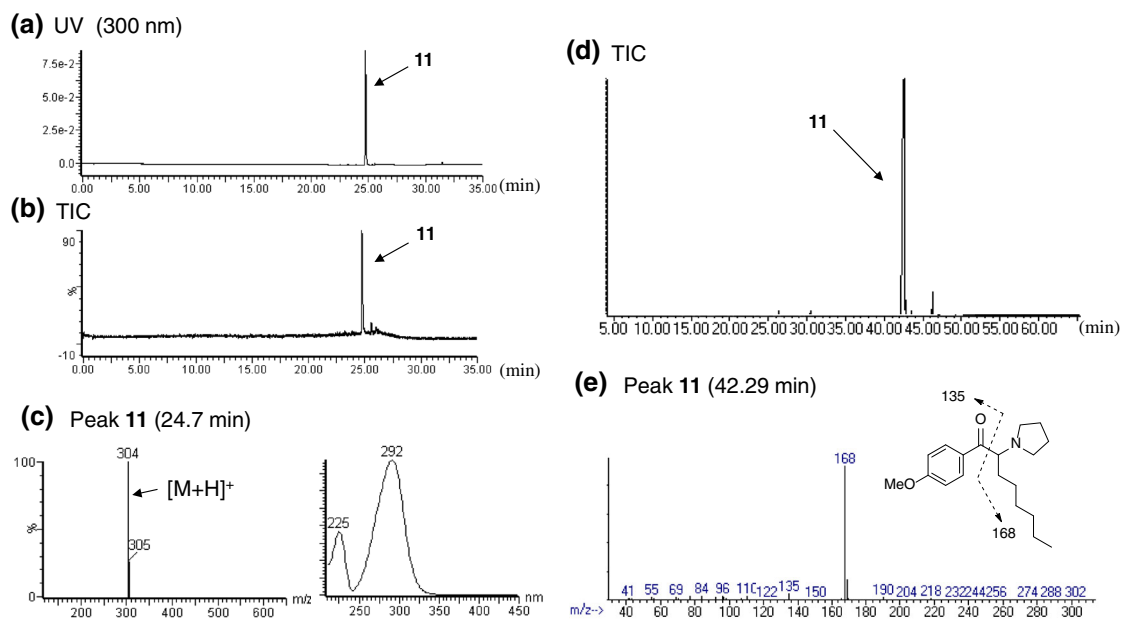 (a) UV (300 nm)
7.5e-2
5.0e-2
2.5e-2
0.0
11
0.00 5.00 10.00 15.00 20.00 25.00 30.00 35.00 (min)
(b) TIC
90
%
-10
11
0.00 5.00 10.00 15.00 20.00 25.00 30.00 35.00 (min)
(c) Peak 11 (24.7 min)
100
%
0
304
[M+H]+
305
200 300 400 500 600 m/z
225
292
250 300 350 400 450 nm
(d) TIC
11
5.00 10.00 15.00 20.00 25.00 30.00 35.00 40.00 45.00 50.00 55.00 60.00 (min)
(e) Peak 11 (42.29 min)
135
O
N
MeO
168
168
41 55 69 84 96 110 122 135 150 190 204 218 232 244 256 274 288 302
m/z--> 40 60 80 100 120 140 160 180 200 220 240 260 280 300